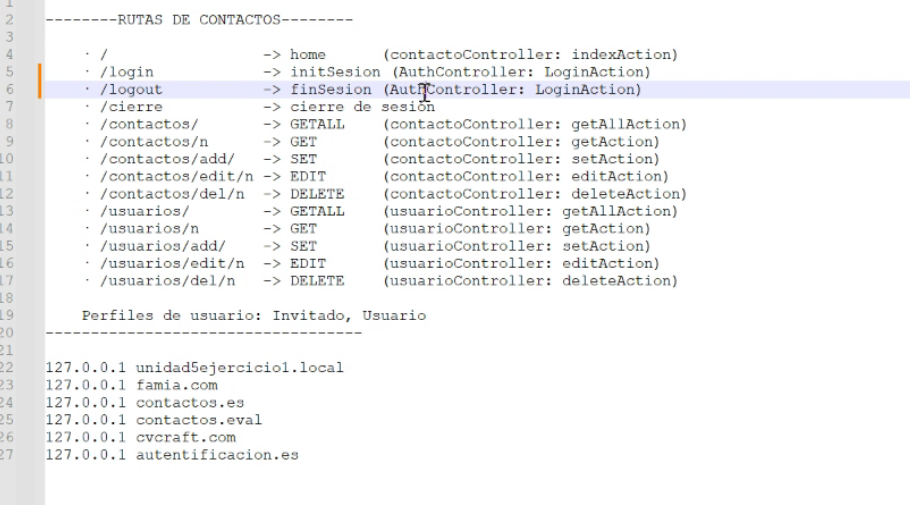 2 --------RUTAS DE CONTACTOS--------
3
4 · / -> home (contactoController: indexAction)
5 · /login -> initSesion (AuthController: LoginAction)
6 · /logout -> finSesion (AuthController: LoginAction)
7 · /cierre -> cierre de sesión
8 · /contactos/ -> GETALL (contactoController: getAllAction)
9 · /contactos/n -> GET (contactoController: getAction)
10 · /contactos/add/ -> SET (contactoController: setAction)
11 · /contactos/edit/n -> EDIT (contactoController: editAction)
12 · /contactos/del/n -> DELETE (contactoController: deleteAction)
13 · /usuarios/ -> GETALL (usuarioController: getAllAction)
14 · /usuarios/n -> GET (usuarioController: getAction)
15 · /usuarios/add/ -> SET (usuarioController: setAction)
16 · /usuarios/edit/n -> EDIT (usuarioController: editAction)
17 · /usuarios/del/n -> DELETE (usuarioController: deleteAction)
18
19 Perfiles de usuario: Invitado, Usuario
20 -----------------------------------
21
22 127.0.0.1 unidad5ejercicio1.local
23 127.0.0.1 famia.com
24 127.0.0.1 contactos.es
25 127.0.0.1 contactos.eval
26 127.0.0.1 cvcraft.com
27 127.0.0.1 autentificacion.es